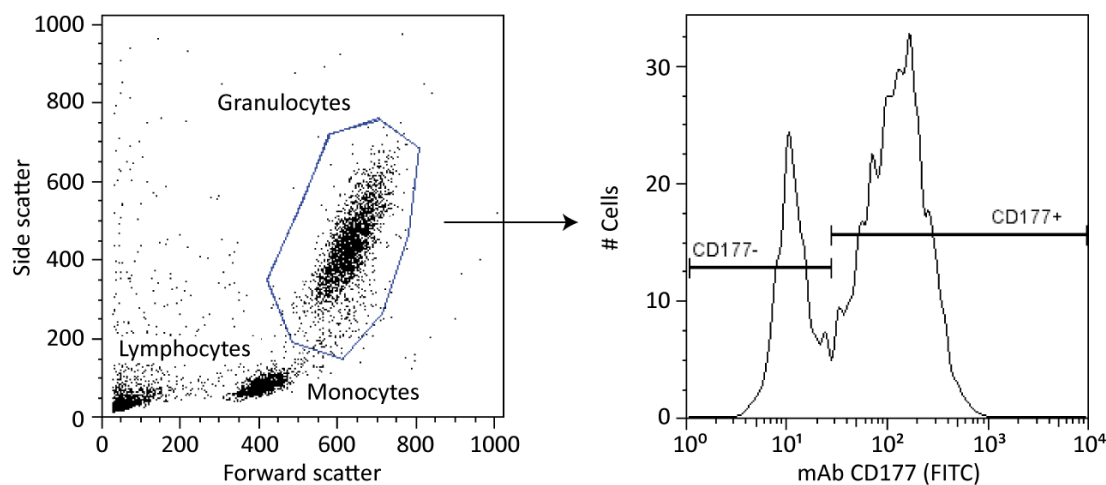 1000
800
600
400
200
0
Side scatter
Granulocytes
Lymphocytes
Monocytes
0 200 400 600 800 1000
Forward scatter
30
20
10
0
# Cells
CD177+
CD177-
10⁰ 10¹ 10² 10³ 10⁴
mAb CD177 (FITC)